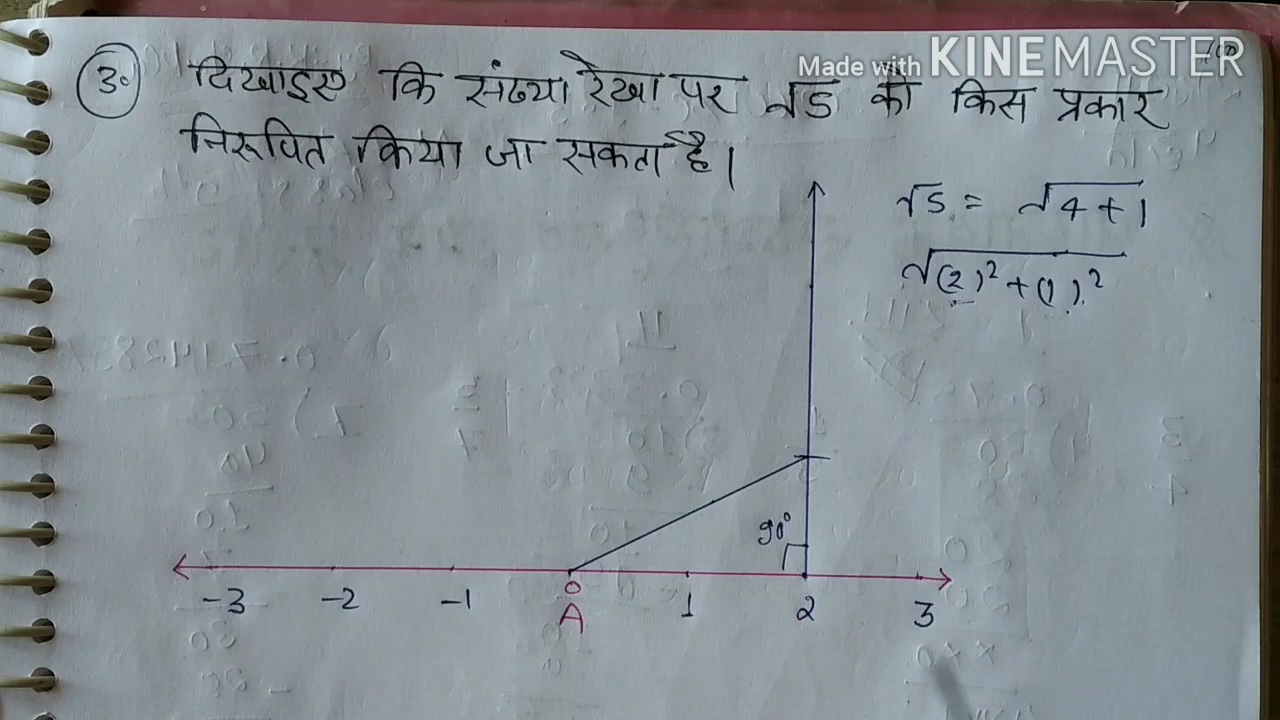 Made with KINEMASTER
3. दिखाइए कि संख्या रेखा पर √5 को किस प्रकार
निरूपित किया जा सकता है।
√5 = √4+1
√(2)² + (1)²
90°
-3 -2 -1 0 1 2 3
A